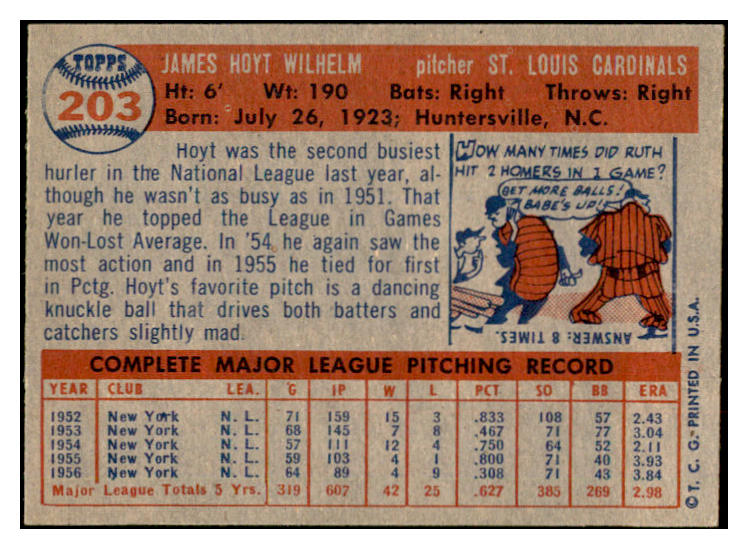 TOPPS
203
JAMES HOYT WILHELM pitcher ST. LOUIS CARDINALS
Ht: 6' Wt: 190 Bats: Right Throws: Right
Born: July 26, 1923; Huntersville, N.C.
Hoyt was the second busiest
hurler in the National League last year, al-
though he wasn't as busy as in 1951. That
year he topped the League in Games
Won-Lost Average. In '54 he again saw the
most action and in 1955 he tied for first
in Pctg. Hoyt's favorite pitch is a dancing
knuckle ball that drives both batters and
catchers slightly mad.
HOW MANY TIMES DID RUTH
HIT 2 HOMERS IN 1 GAME?
GET MORE BALLS!
BABE'S UP!
ANSWER: 8 TIMES.
COMPLETE MAJOR LEAGUE PITCHING RECORD
YEAR CLUB LEA. G IP W L PCT. SO BB ERA
1952 New York N. L. 71 159 15 3 .833 108 57 2.43
1953 New York N. L. 68 145 7 8 .467 71 77 3.04
1954 New York N. L. 57 111 12 4 .750 64 52 2.11
1955 New York N. L. 59 103 4 1 .800 71 40 3.93
1956 New York N. L. 64 89 4 9 .308 71 43 3.84
Major League Totals 5 Yrs. 319 607 42 25 .627 385 269 2.98
© T. C. G. PRINTED IN U.S.A.